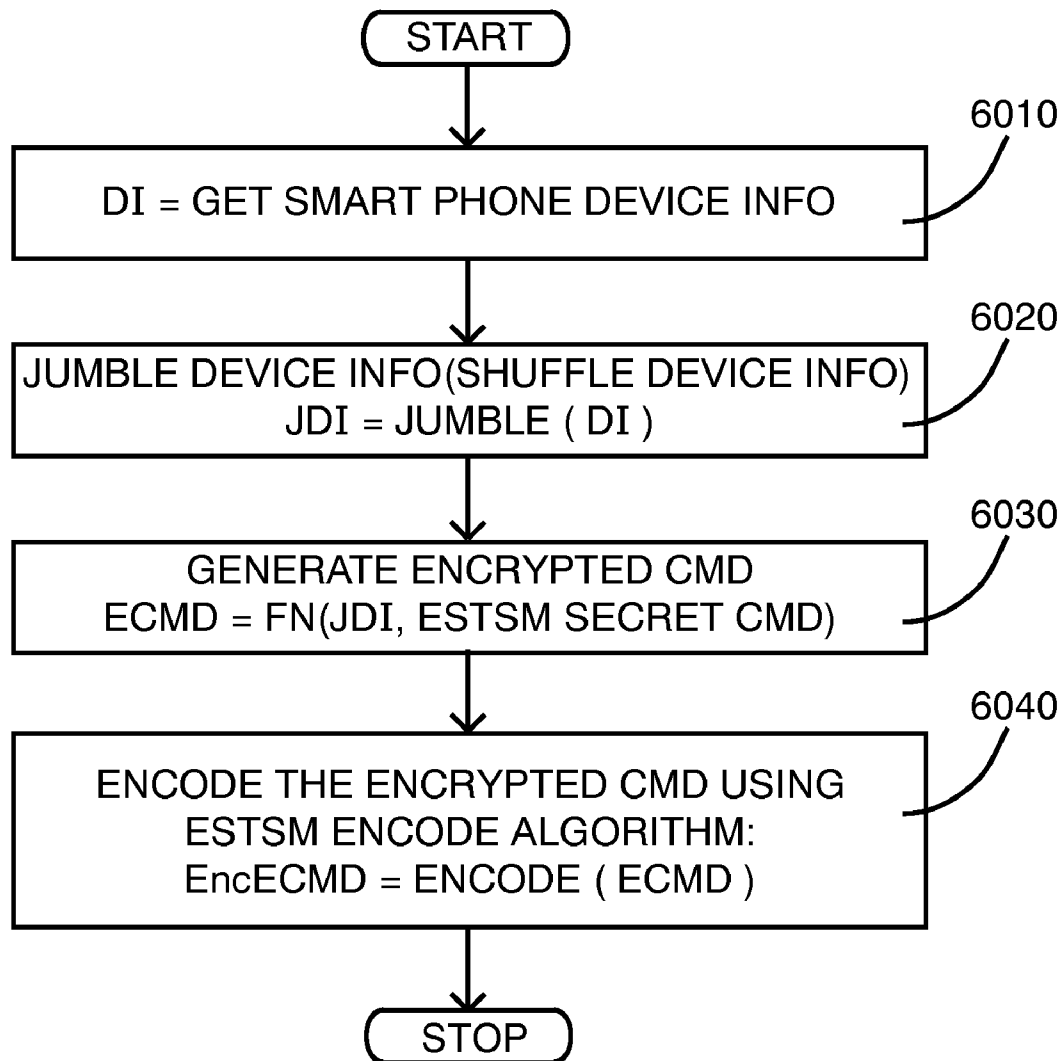 START
6010
DI = GET SMART PHONE DEVICE INFO
6020
JUMBLE DEVICE INFO(SHUFFLE DEVICE INFO)
JDI = JUMBLE ( DI )
6030
GENERATE ENCRYPTED CMD
ECMD = FN(JDI, ESTSM SECRET CMD)
6040
ENCODE THE ENCRYPTED CMD USING
ESTSM ENCODE ALGORITHM:
EncECMD = ENCODE ( ECMD )
STOP